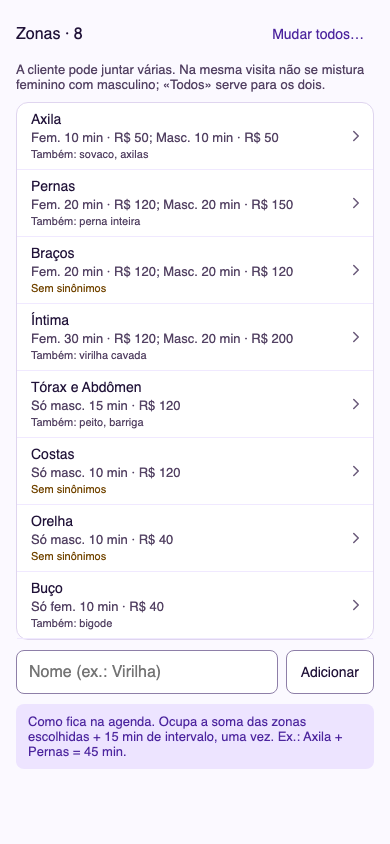 Zonas · 8
Mudar todos…
A cliente pode juntar várias. Na mesma visita não se mistura
feminino com masculino; «Todos» serve para os dois.
Axila
Fem. 10 min · R$ 50; Masc. 10 min · R$ 50
Também: sovaco, axilas
Pernas
Fem. 20 min · R$ 120; Masc. 20 min · R$ 150
Também: perna inteira
Braços
Fem. 20 min · R$ 120; Masc. 20 min · R$ 120
Sem sinônimos
Íntima
Fem. 30 min · R$ 120; Masc. 20 min · R$ 200
Também: virilha cavada
Tórax e Abdômen
Só masc. 15 min · R$ 120
Também: peito, barriga
Costas
Só masc. 10 min · R$ 120
Sem sinônimos
Orelha
Só masc. 10 min · R$ 40
Sem sinônimos
Buço
Só fem. 10 min · R$ 40
Também: bigode
Nome (ex.: Virilha)
Adicionar
Como fica na agenda. Ocupa a soma das zonas
escolhidas + 15 min de intervalo, uma vez. Ex.: Axila +
Pernas = 45 min.